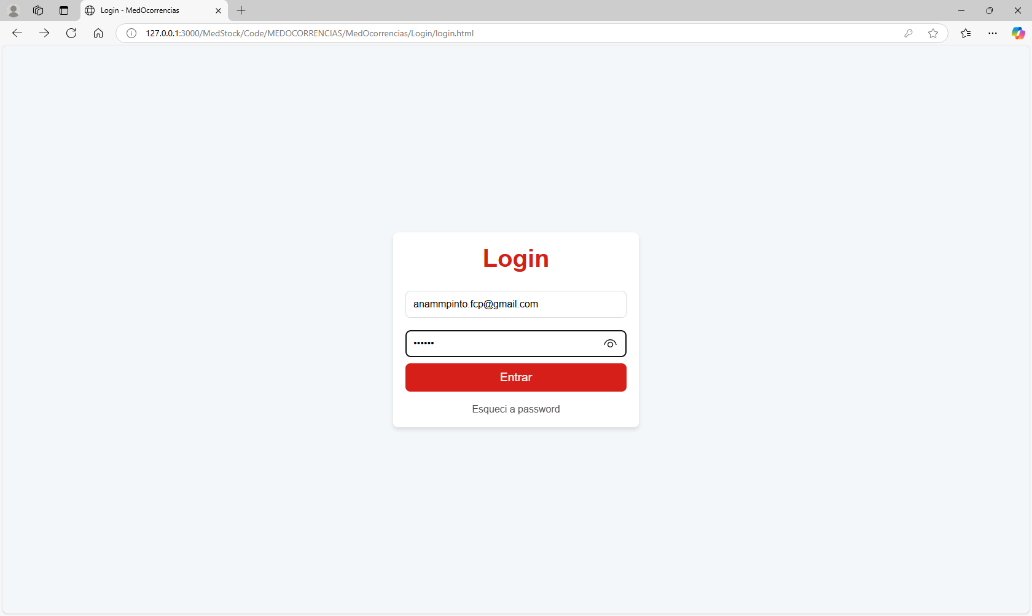 Login - MedOcorrencias
127.0.0.1:3000/MedStock/Code/MEDOCORRENCIAS/MedOcorrencias/Login/login.html
Login
anammpinto.fcp@gmail.com
••••••
Entrar
Esqueci a password